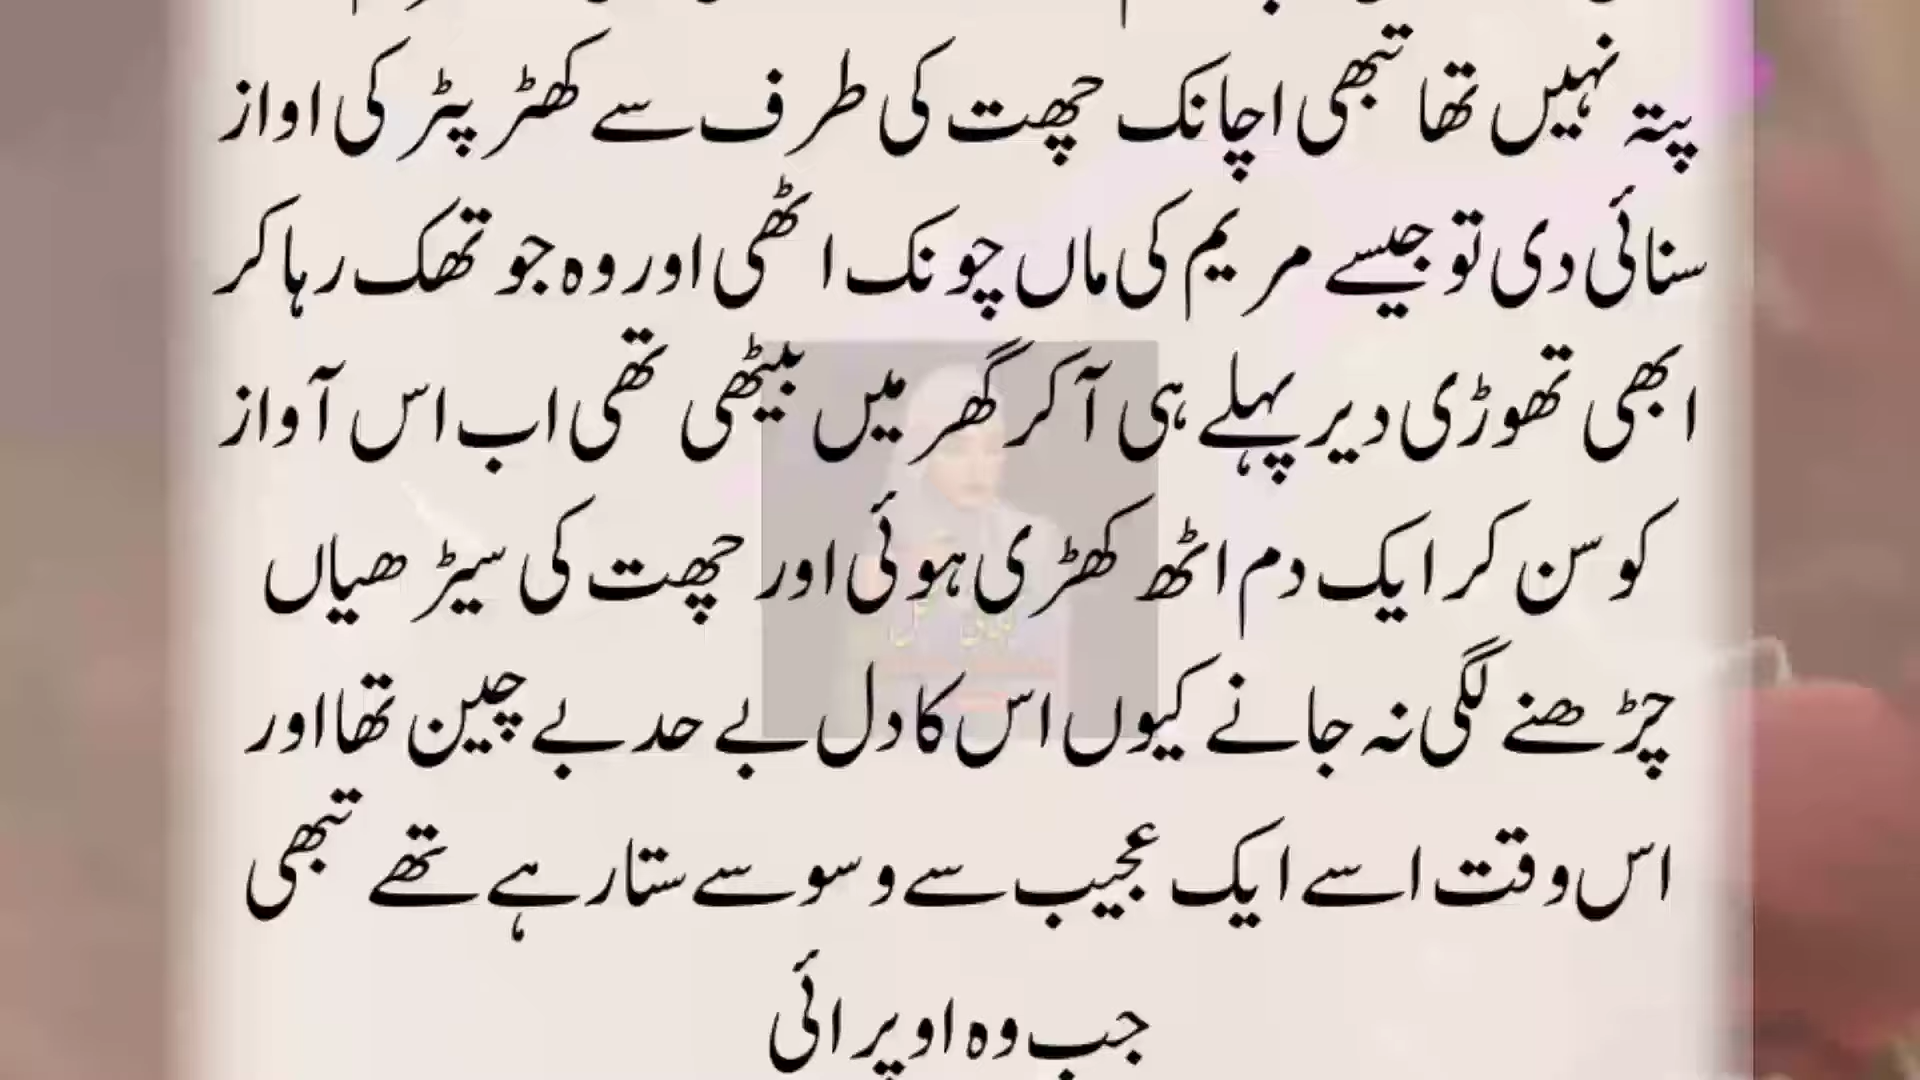 پتہ نہیں تھا تبھی اچانک چھت کی طرف سے کھٹر پٹر کی اواز
سنائی دی تو جیسے مریم کی ماں چونک اٹھی اور وہ جو تھک رہا کر
ابھی تھوڑی دیر پہلے ہی آ کر گھر میں بیٹھی تھی اب اس آواز
کو سن کر ایک دم اٹھ کھڑی ہوئی اور چھت کی سیڑھیاں
چڑھنے لگی نہ جانے کیوں اس کا دل بے حد بے چین تھا اور
اس وقت اسے ایک عجیب سے وسوسے ستا رہے تھے تبھی
جب وہ اوپر ائی